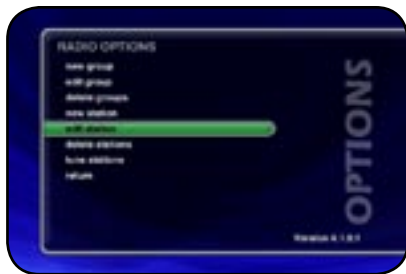 RADIO OPTIONS
new group
edit group
delete groups
new station
edit station
delete stations
tune stations
return
OPTIONS